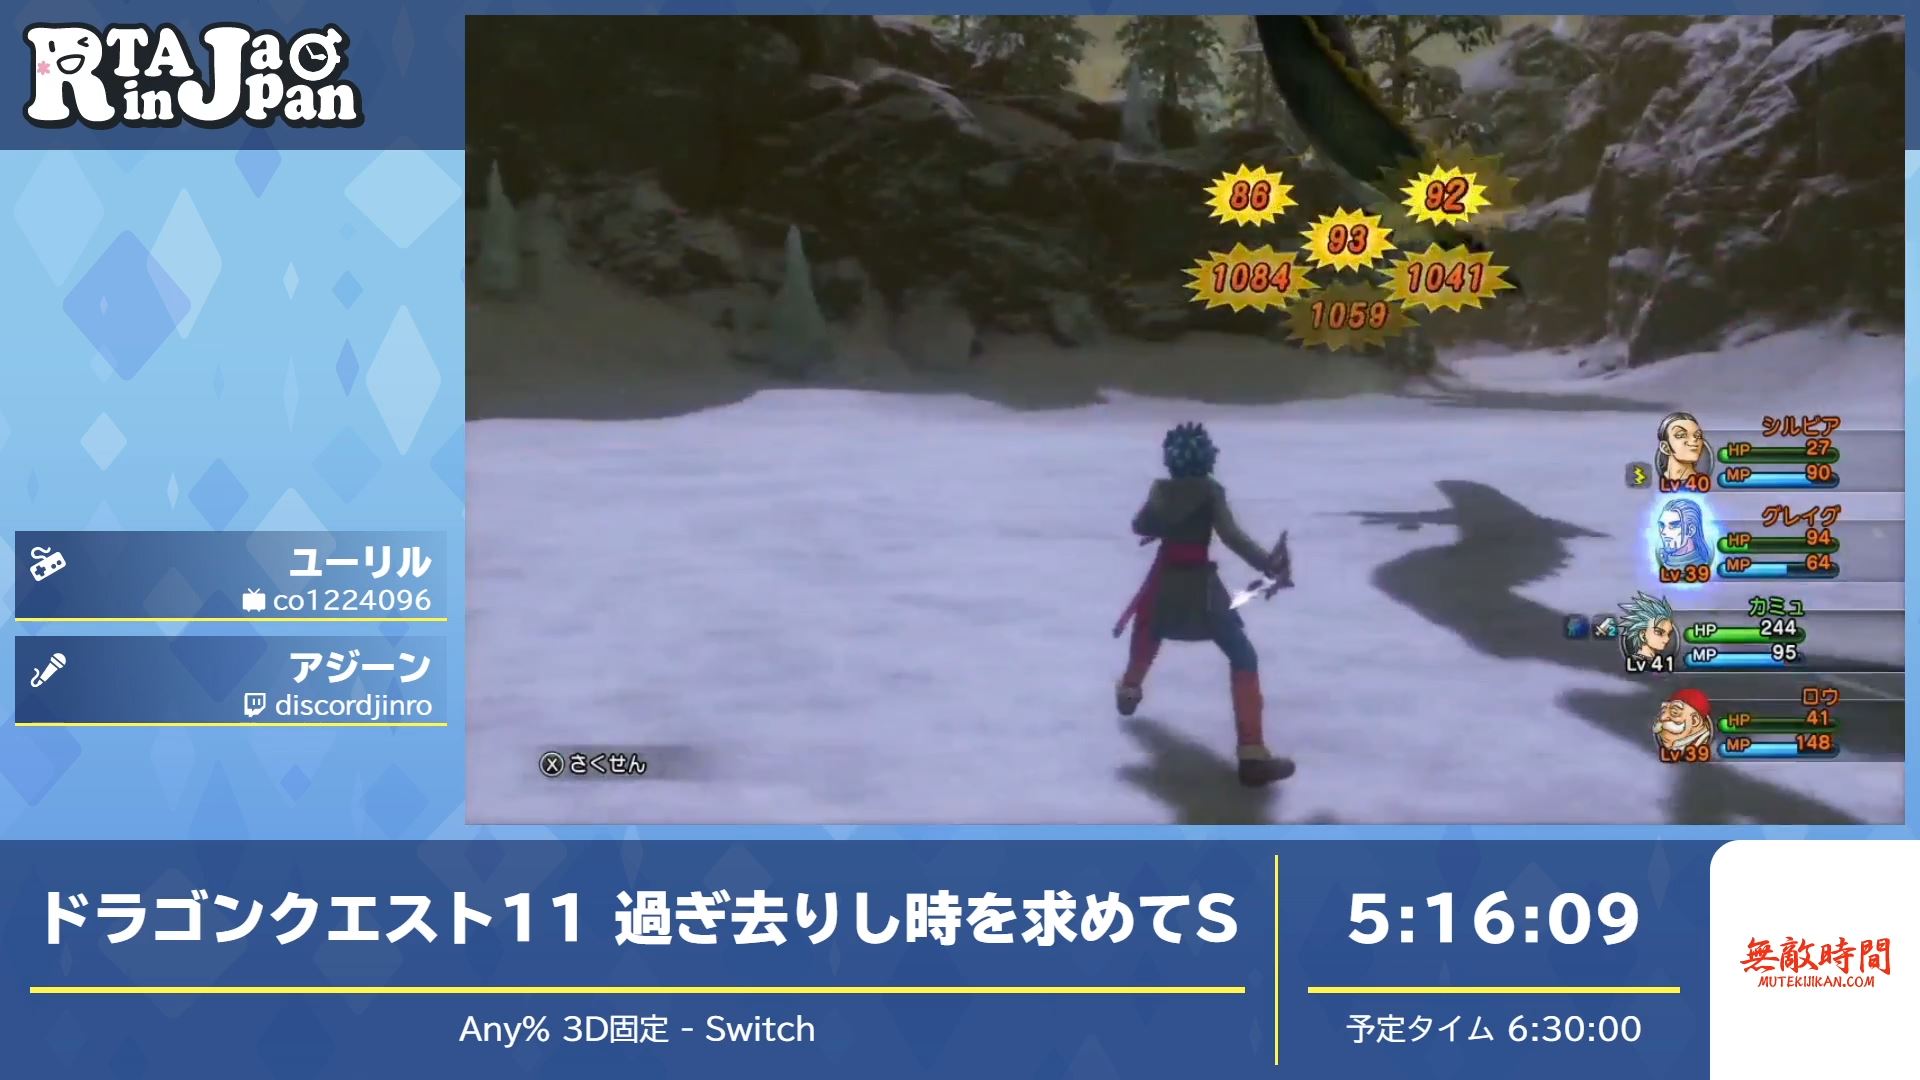 RTA in Japan
86
92
93
1084
1041
1059
シルビア
HP 27
MP 90
Lv 40
グレイグ
HP 94
MP 64
Lv 39
カミュ
HP 244
MP 95
Lv 41
ロウ
HP 41
MP 148
Lv 39
X さくせん
ユーリル
co1224096
アジーン
discordjinro
ドラゴンクエスト11 過ぎ去りし時を求めてS
Any% 3D固定 - Switch
5:16:09
予定タイム 6:30:00
無敵時間
MUTEKIJIKAN.COM